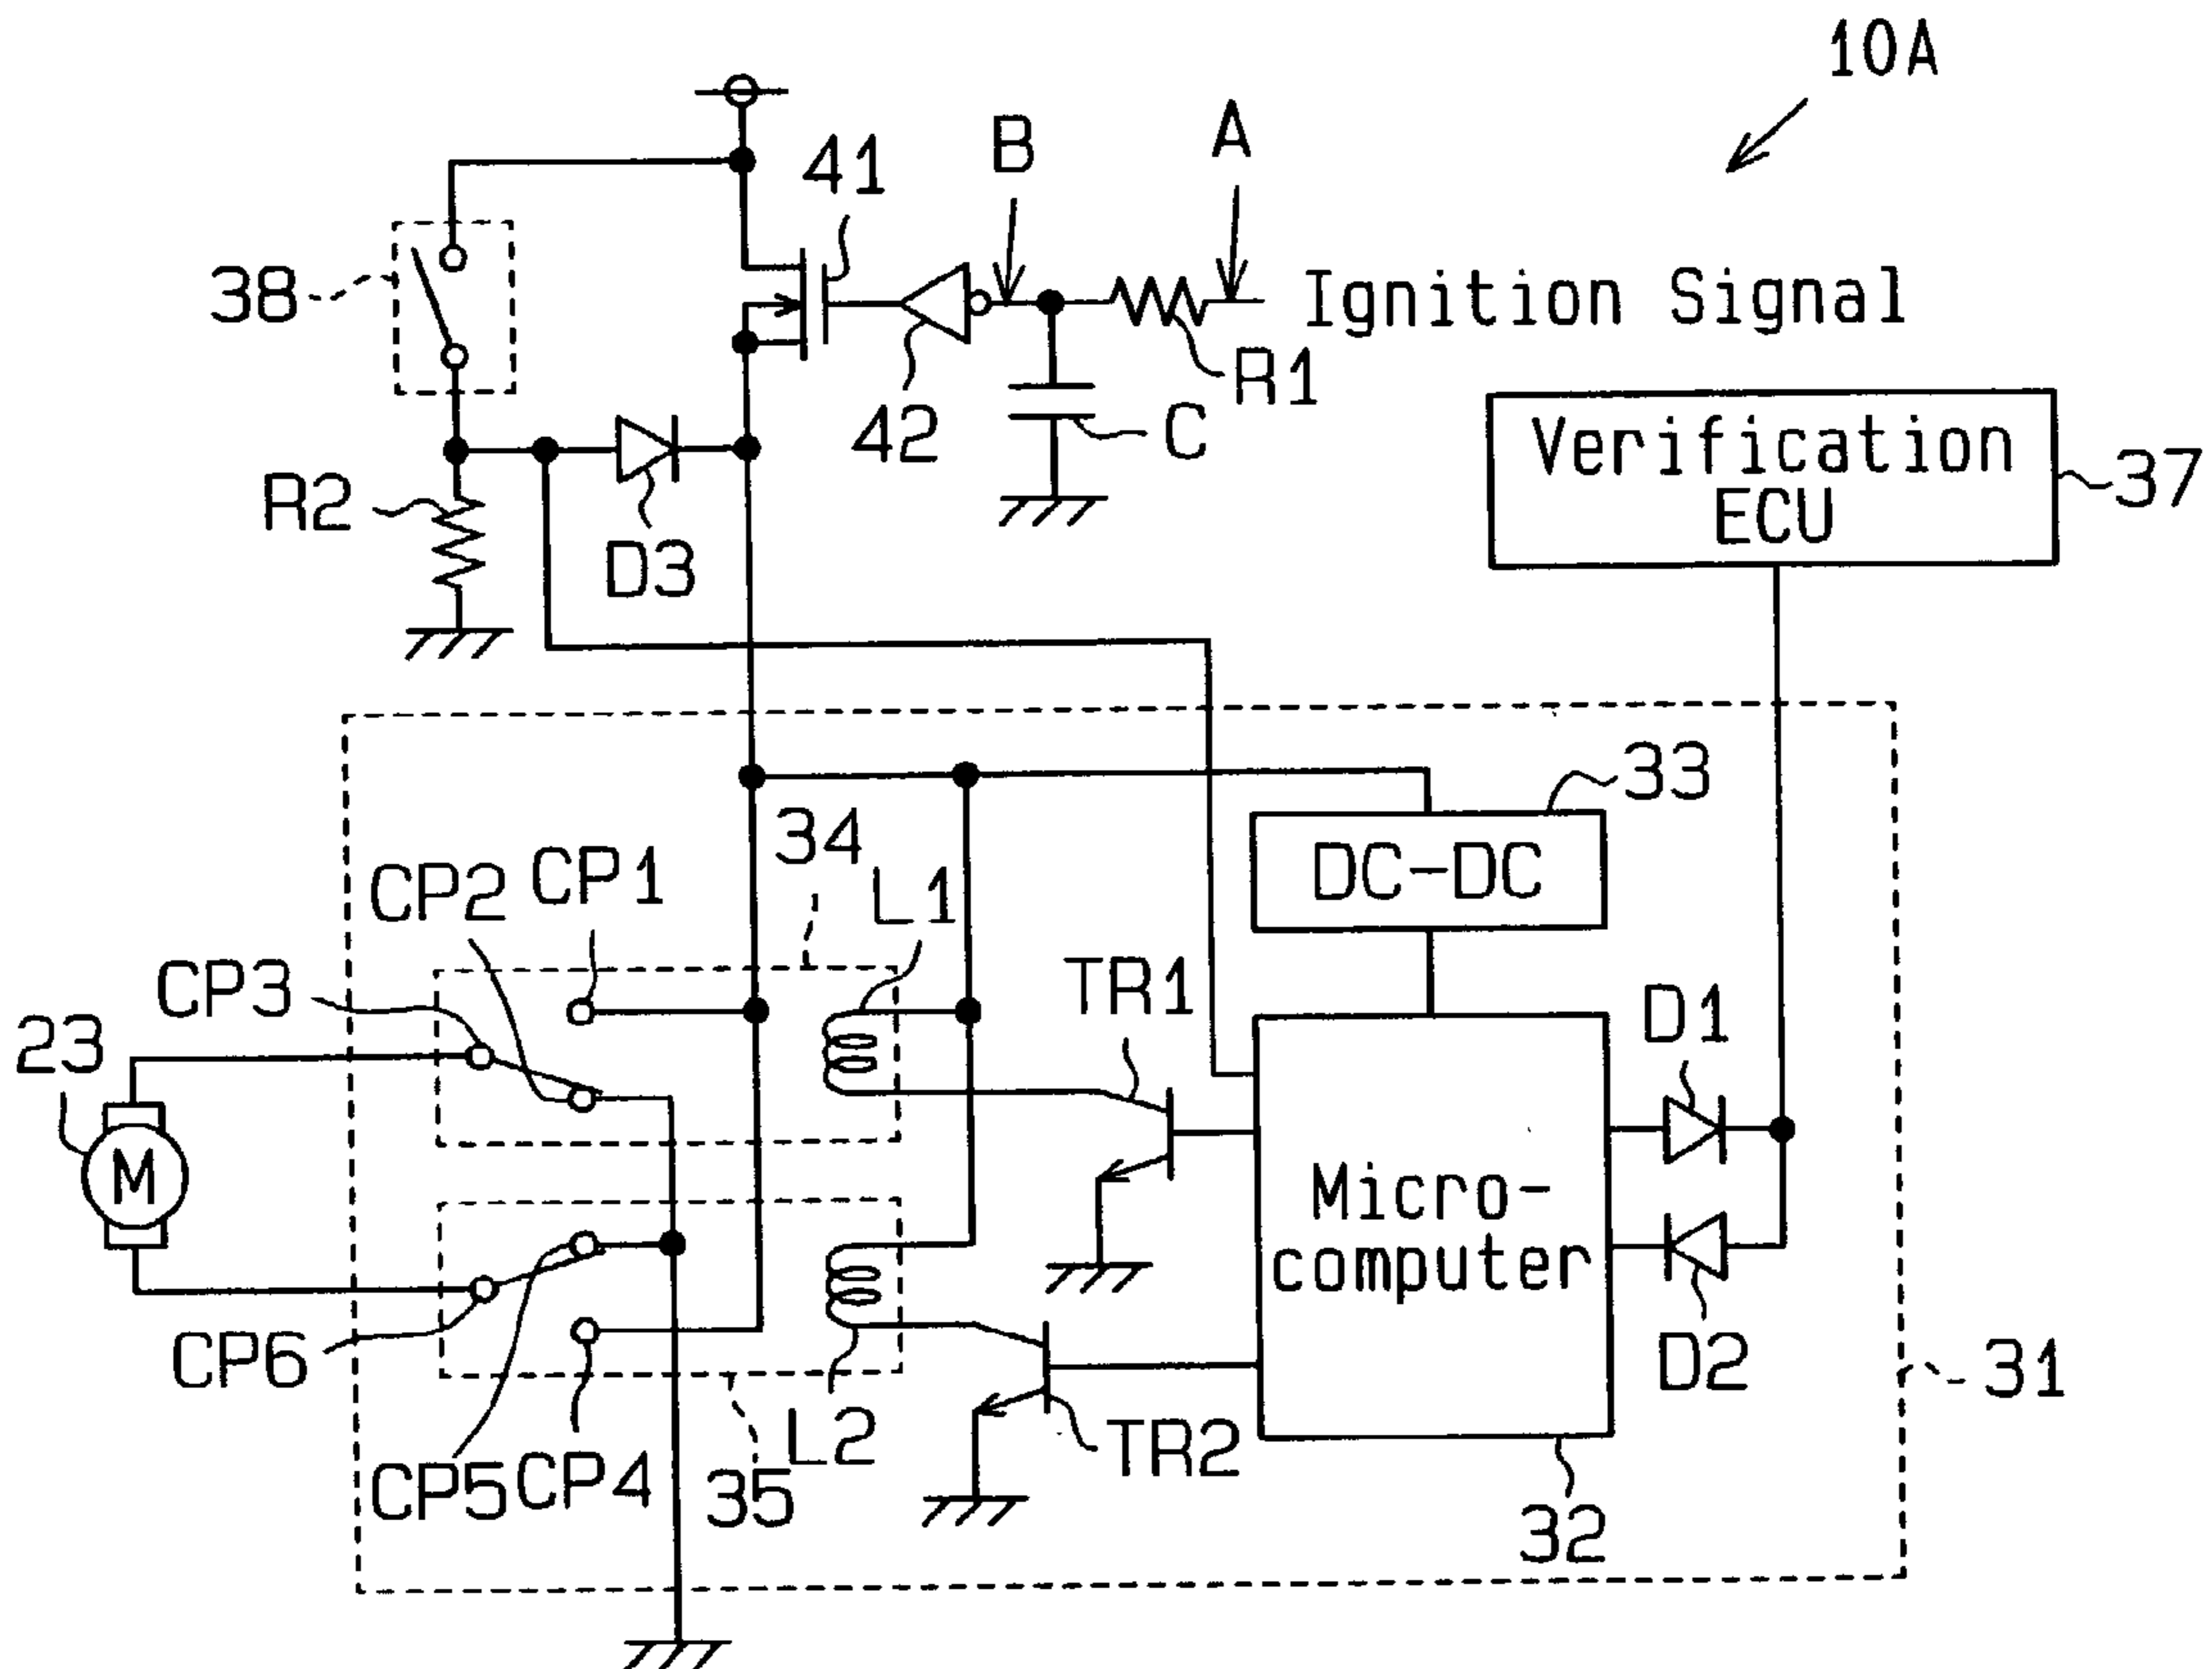 10A
B
A
41
38
Ignition Signal
R1
42
C
Verification
ECU
37
R2
D3
33
34
DC-DC
CP2
CP1
L1
CP3
TR1
D1
23
M
Micro-
computer
CP6
D2
31
L2
TR2
CP5
CP4
35
32